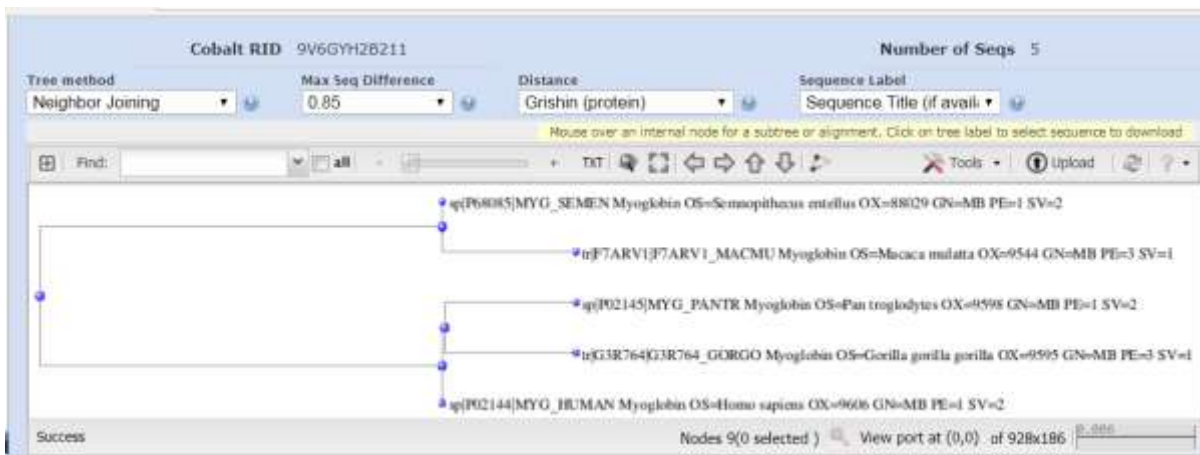 Cobalt RID 9V6GYH2B211 Number of Seqs 5
Tree method Max Seq Difference Distance Sequence Label
Neighbor Joining 0.85 Grishin (protein) Sequence Title (if avail
Mouse over an internal node for a subtree or alignment. Click on tree label to select sequence to download
Find: all TXT Tools Upload
sp|P68085|MYG_SEMEN Myoglobin OS=Semnopithecus entellus OX=88029 GN=MB PE=1 SV=2
tr|F7ARV1|F7ARV1_MACMU Myoglobin OS=Macaca mulatta OX=9544 GN=MB PE=3 SV=1
sp|P02145|MYG_PANTR Myoglobin OS=Pan troglodytes OX=9598 GN=MB PE=1 SV=2
tr|G3R764|G3R764_GORGO Myoglobin OS=Gorilla gorilla gorilla OX=9595 GN=MB PE=3 SV=1
sp|P02144|MYG_HUMAN Myoglobin OS=Homo sapiens OX=9606 GN=MB PE=1 SV=2
Success Nodes 9(0 selected ) View port at (0,0) of 928x186